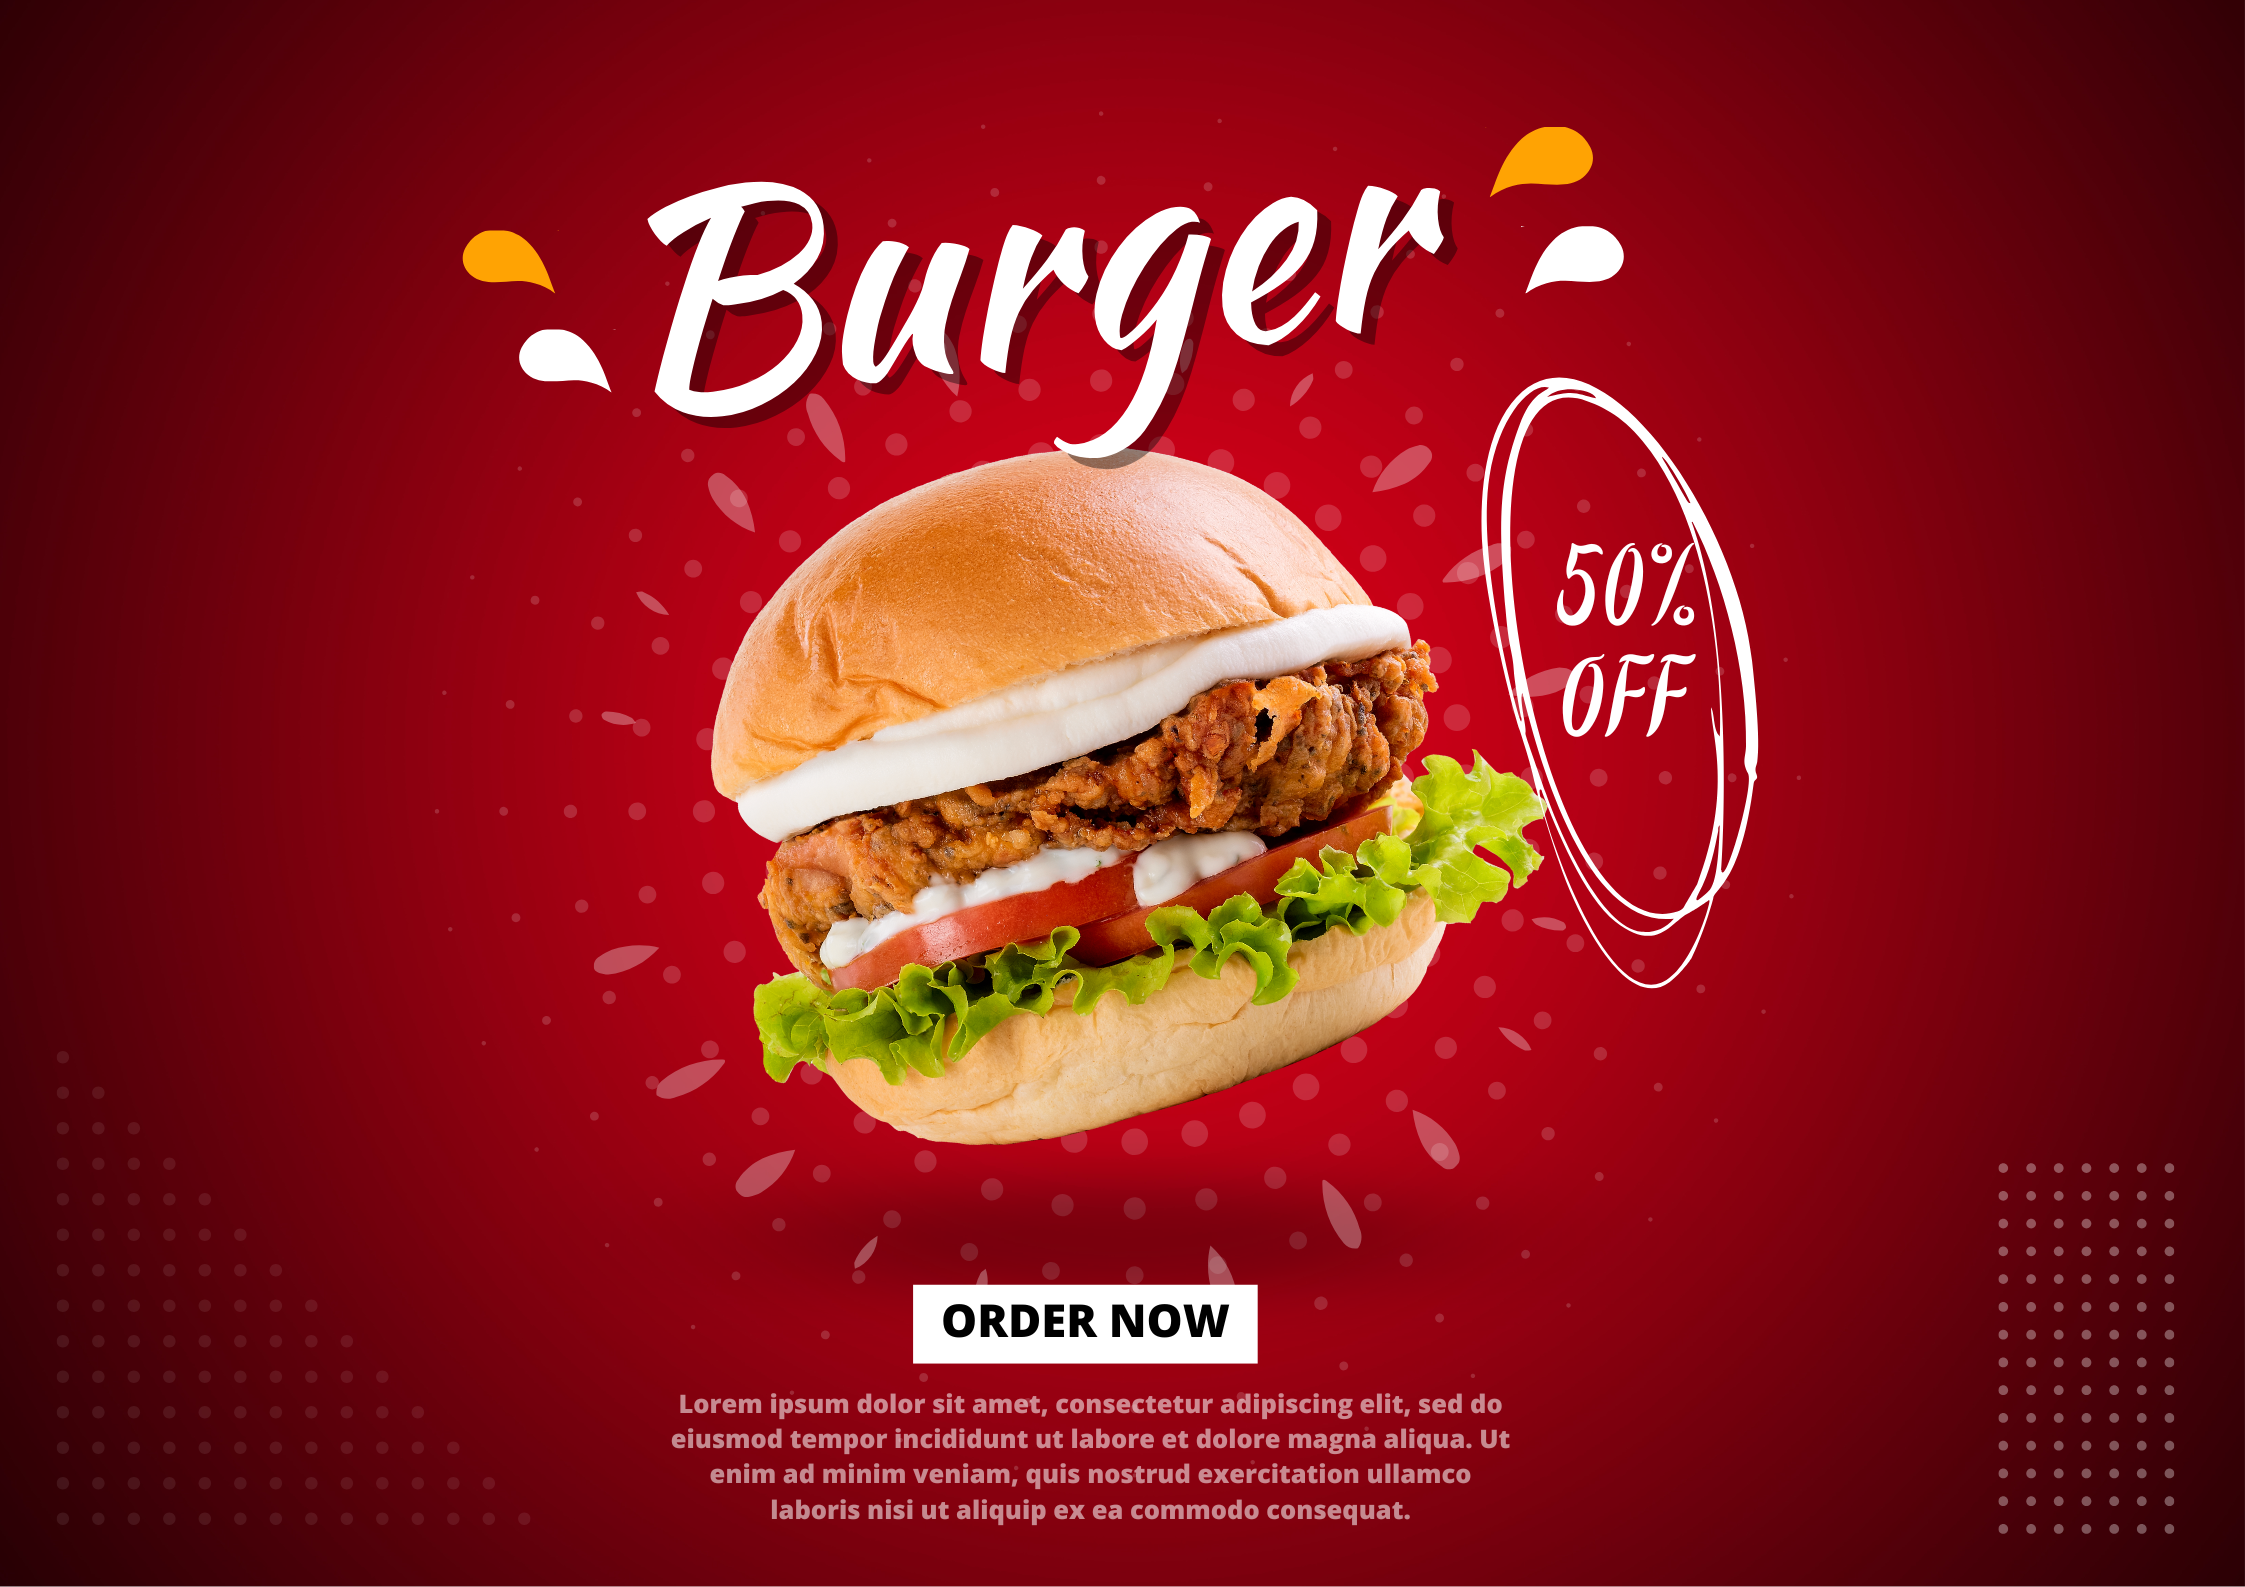 Burger
50%
OFF
ORDER NOW
Lorem ipsum dolor sit amet, consectetur adipiscing elit, sed do
eiusmod tempor incididunt ut labore et dolore magna aliqua. Ut
enim ad minim veniam, quis nostrud exercitation ullamco
laboris nisi ut aliquip ex ea commodo consequat.